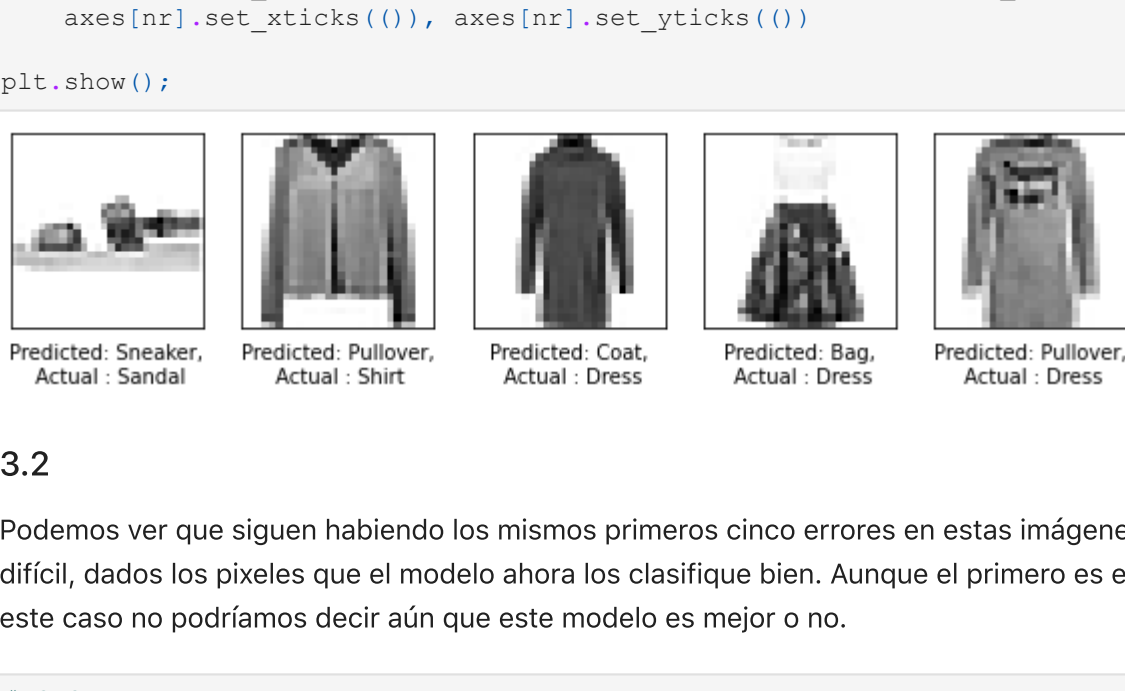 axes[nr].set_xticks(()), axes[nr].set_yticks(())
plt.show();
Predicted: Sneaker,
Actual : Sandal
Predicted: Pullover,
Actual : Shirt
Predicted: Coat,
Actual : Dress
Predicted: Bag,
Actual : Dress
Predicted: Pullover,
Actual : Dress
3.2
Podemos ver que siguen habiendo los mismos primeros cinco errores en estas imágene
difícil, dados los pixeles que el modelo ahora los clasifique bien. Aunque el primero es e
este caso no podríamos decir aún que este modelo es mejor o no.